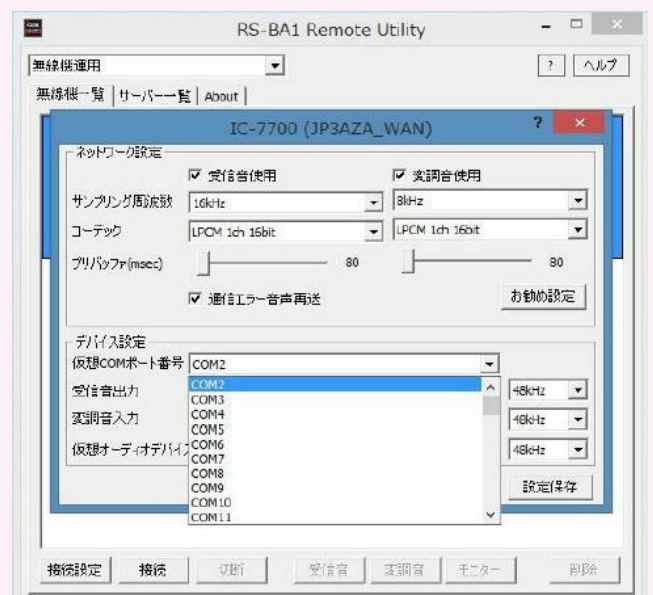 RS-BA1 Remote Utility
無線機運用
? ヘルプ
無線機一覧 サーバー一覧 About
IC-7700 (JP3AZA_WAN) ?
ネットワーク設定
受信音使用 変調音使用
サンプリング周波数 16kHz 8kHz
コーデック LPCM 1ch 16bit LPCM 1ch 16bit
プリバッファ(msec) 80 80
通信エラー音声再送 お勧め設定
デバイス設定
仮想COMポート番号 COM2
受信音出力 COM2 48kHz
COM3
変調音入力 COM4 48kHz
COM5
仮想オーディオデバイス COM6 48kHz
COM7
COM8
COM9 設定保存
COM10
COM11
接続設定 接続 切断 受信音 変調音 モニター 削除